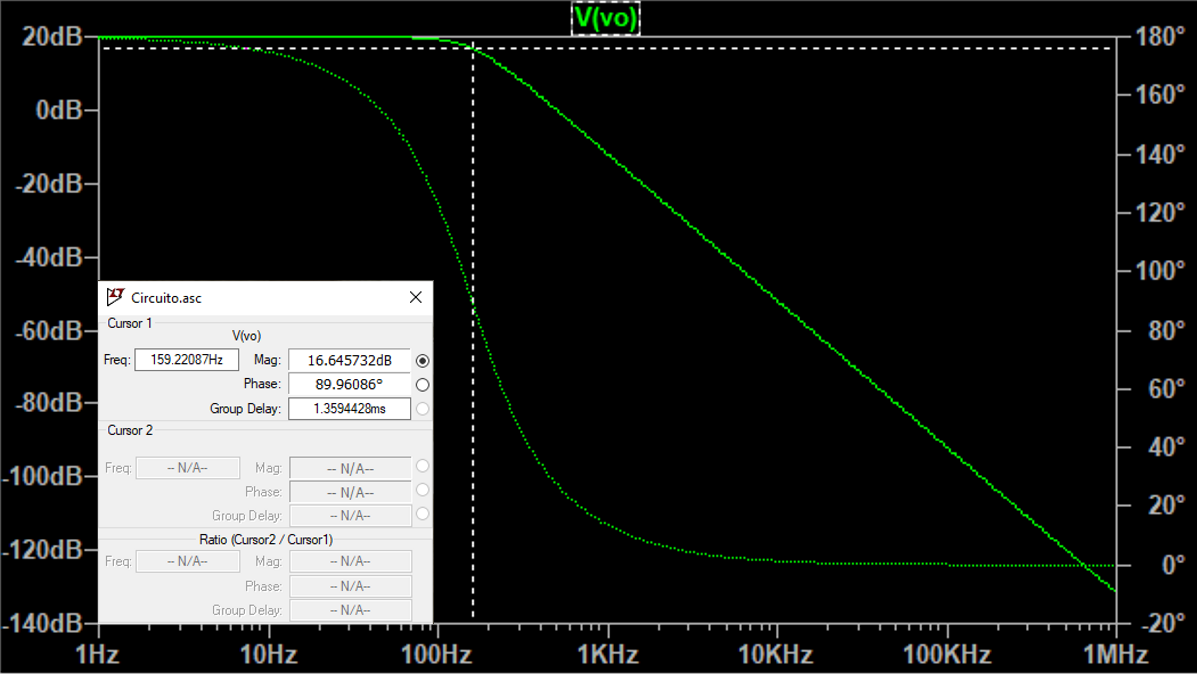 V(vo)
20dB
0dB
-20dB
-40dB
-60dB
-80dB
-100dB
-120dB
-140dB
180°
160°
140°
120°
100°
80°
60°
40°
20°
0°
-20°
1Hz 10Hz 100Hz 1KHz 10KHz 100KHz 1MHz
Circuito.asc
Cursor 1
V(vo)
Freq: 159.22087Hz Mag: 16.645732dB
Phase: 89.96086°
Group Delay: 1.3594428ms
Cursor 2
Freq: -- N/A-- Mag: -- N/A--
Phase: -- N/A--
Group Delay: -- N/A--
Ratio (Cursor2 / Cursor1)
Freq: -- N/A-- Mag: -- N/A--
Phase: -- N/A--
Group Delay: -- N/A--